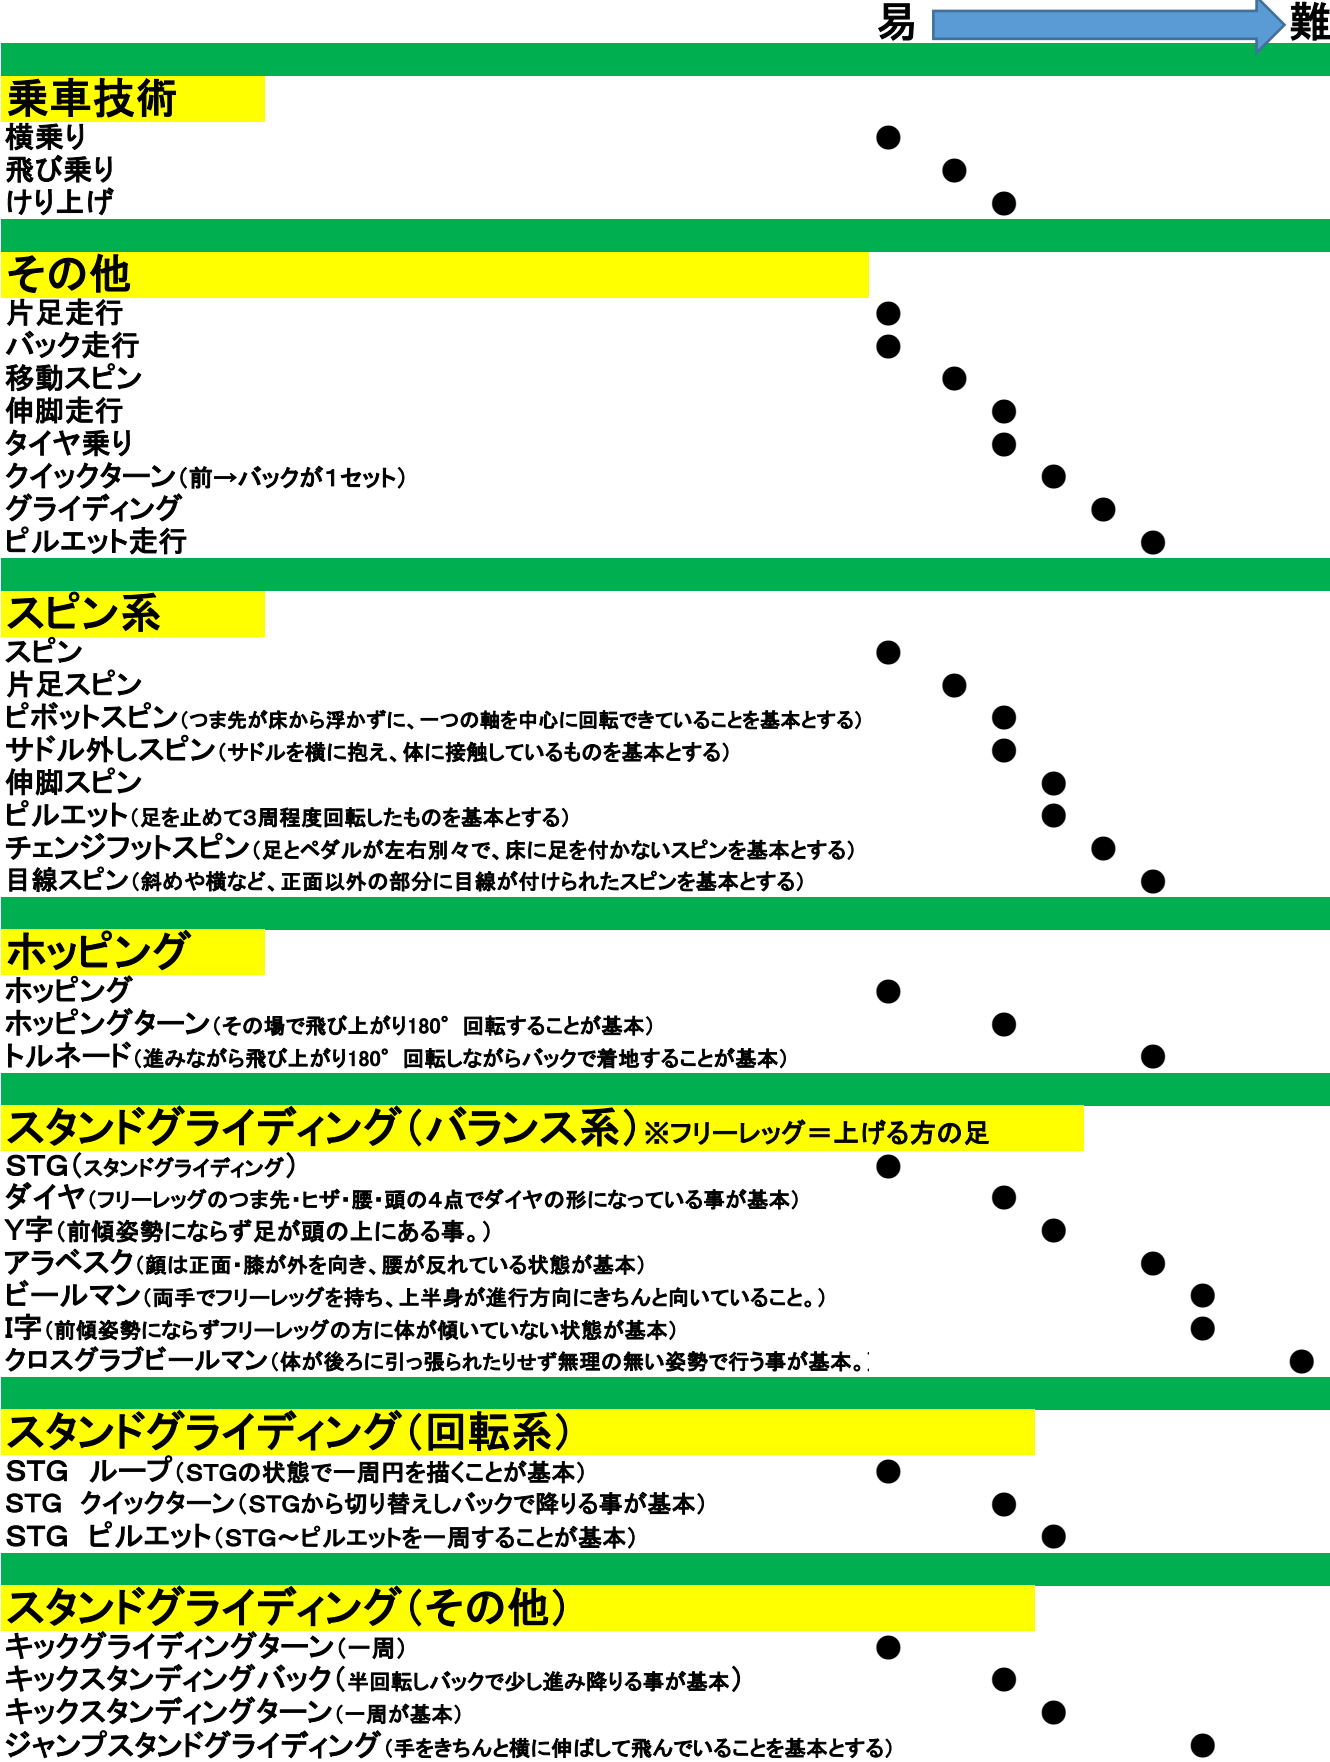 易 難
乗車技術
横乗り ●
飛び乗り ●
けり上げ ●
その他
片足走行 ●
バック走行 ●
移動スピン ●
伸脚走行 ●
タイヤ乗り ●
クイックターン（前→バックが１セット） ●
グライディング ●
ピルエット走行 ●
スピン系
スピン ●
片足スピン ●
ピボットスピン（つま先が床から浮かずに、一つの軸を中心に回転できていることを基本とする） ●
サドル外しスピン（サドルを横に抱え、体に接触しているものを基本とする） ●
伸脚スピン ●
ピルエット（足を止めて３周程度回転したものを基本とする） ●
チェンジフットスピン（足とペダルが左右別々で、床に足を付かないスピンを基本とする） ●
目線スピン（斜めや横など、正面以外の部分に目線が付けられたスピンを基本とする） ●
ホッピング
ホッピング ●
ホッピングターン（その場で飛び上がり180°回転することが基本） ●
トルネード（進みながら飛び上がり180°回転しながらバックで着地することが基本） ●
スタンドグライディング（バランス系）※フリーレッグ＝上げる方の足
ＳＴＧ（スタンドグライディング） ●
ダイヤ（フリーレッグのつま先・ヒザ・腰・頭の４点でダイヤの形になっている事が基本） ●
Ｙ字（前傾姿勢にならず足が頭の上にある事。） ●
アラベスク（顔は正面・膝が外を向き、腰が反れている状態が基本） ●
ビールマン（両手でフリーレッグを持ち、上半身が進行方向にきちんと向いていること。） ●
I字（前傾姿勢にならずフリーレッグの方に体が傾いていない状態が基本） ●
クロスグラブビールマン（体が後ろに引っ張られたりせず無理の無い姿勢で行う事が基本。） ●
スタンドグライディング（回転系）
ＳＴＧ　ループ（ＳＴＧの状態で一周円を描くことが基本） ●
ＳＴＧ　クイックターン（ＳＴＧから切り替えしバックで降りる事が基本） ●
ＳＴＧ　ピルエット（ＳＴＧ～ピルエットを一周することが基本） ●
スタンドグライディング（その他）
キックグライディングターン（一周） ●
キックスタンディングバック（半回転しバックで少し進み降りる事が基本） ●
キックスタンディングターン（一周が基本） ●
ジャンプスタンドグライディング（手をきちんと横に伸ばして飛んでいることを基本とする） ●